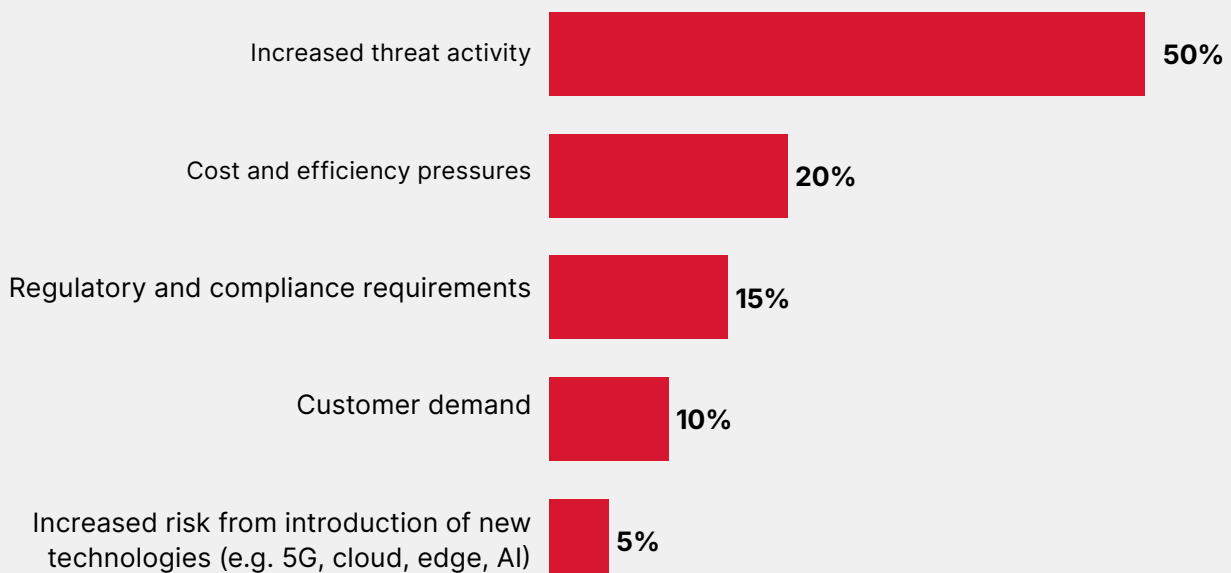 Increased threat activity
50%
Cost and efficiency pressures
20%
Regulatory and compliance requirements
15%
Customer demand
10%
Increased risk from introduction of new
technologies (e.g. 5G, cloud, edge, AI)
5%